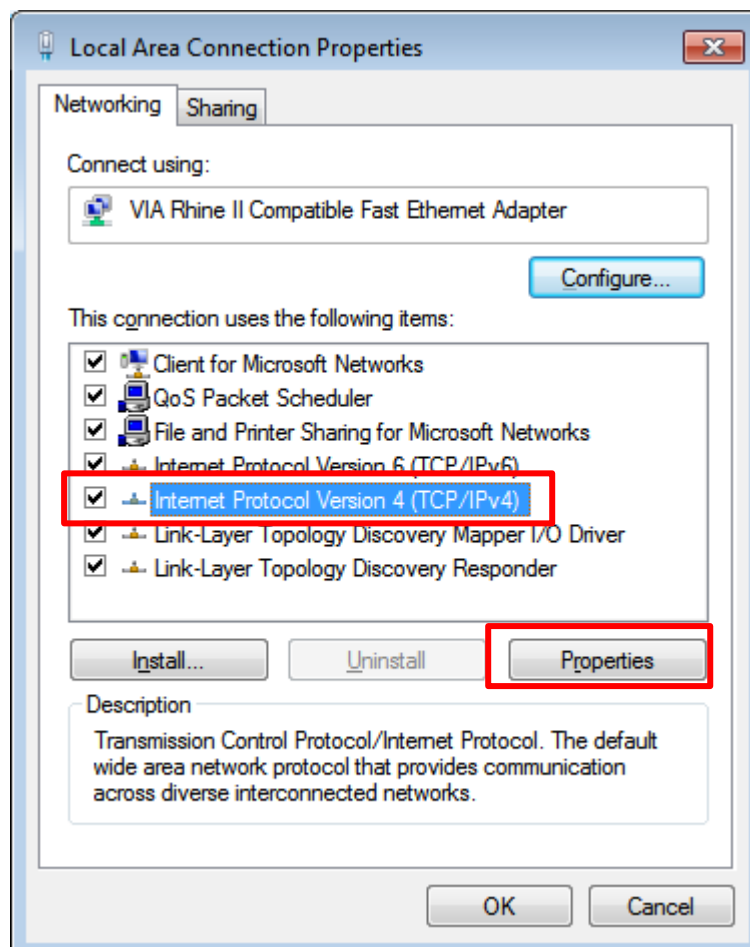 Local Area Connection Properties
Networking
Sharing
Connect using:
VIA Rhine II Compatible Fast Ethernet Adapter
Configure...
This connection uses the following items:
Client for Microsoft Networks
QoS Packet Scheduler
File and Printer Sharing for Microsoft Networks
Internet Protocol Version 6 (TCP/IPv6)
Internet Protocol Version 4 (TCP/IPv4)
Link-Layer Topology Discovery Mapper I/O Driver
Link-Layer Topology Discovery Responder
Install...
Uninstall
Properties
Description
Transmission Control Protocol/Internet Protocol. The default
wide area network protocol that provides communication
across diverse interconnected networks.
OK
Cancel